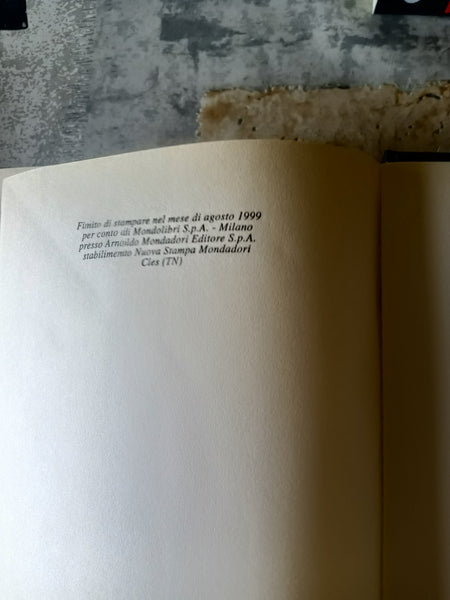 Finito di stampare nel mese di agosto 1999
per conto di Mondolibri S.p.A. - Milano
presso Arnoldo Mondadori Editore S.p.A.
stabilimento Nuova Stampa Mondadori
Cles (TN)